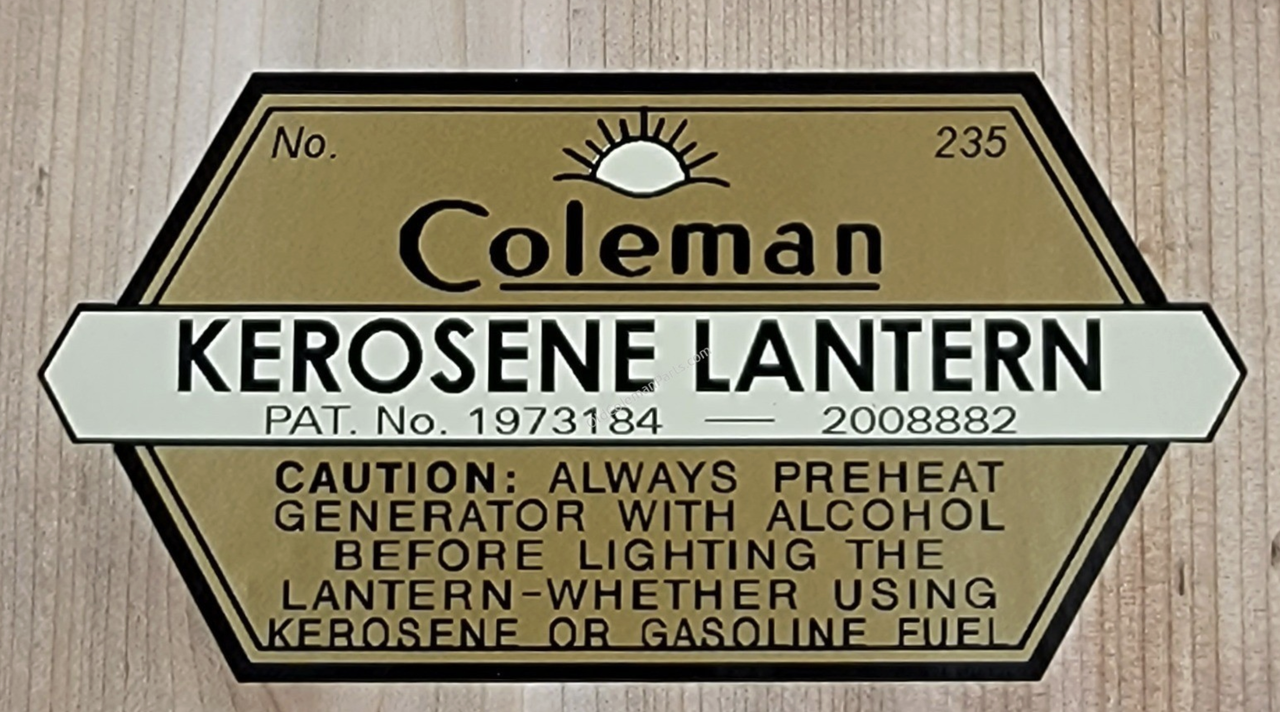 No. 235
Coleman
KEROSENE LANTERN
PAT. No. 1973184 — 2008882
CAUTION: ALWAYS PREHEAT
GENERATOR WITH ALCOHOL
BEFORE LIGHTING THE
LANTERN-WHETHER USING
KEROSENE OR GASOLINE FUEL